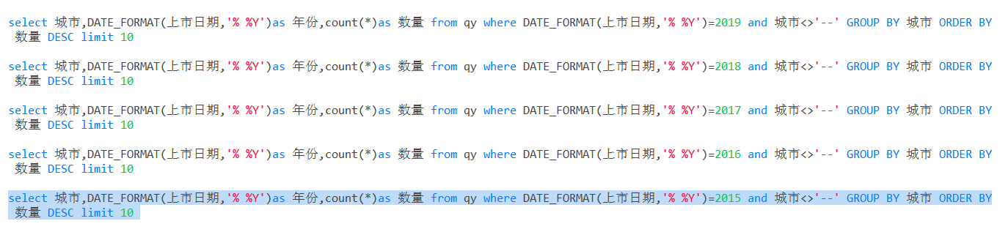 select 城市,DATE_FORMAT(上市日期,'% %Y')as 年份,count(*)as 数量 from qy where DATE_FORMAT(上市日期,'% %Y')=2019 and 城市<>'--' GROUP BY 城市 ORDER BY
数量 DESC limit 10
select 城市,DATE_FORMAT(上市日期,'% %Y')as 年份,count(*)as 数量 from qy where DATE_FORMAT(上市日期,'% %Y')=2018 and 城市<>'--' GROUP BY 城市 ORDER BY
数量 DESC limit 10
select 城市,DATE_FORMAT(上市日期,'% %Y')as 年份,count(*)as 数量 from qy where DATE_FORMAT(上市日期,'% %Y')=2017 and 城市<>'--' GROUP BY 城市 ORDER BY
数量 DESC limit 10
select 城市,DATE_FORMAT(上市日期,'% %Y')as 年份,count(*)as 数量 from qy where DATE_FORMAT(上市日期,'% %Y')=2016 and 城市<>'--' GROUP BY 城市 ORDER BY
数量 DESC limit 10
select 城市,DATE_FORMAT(上市日期,'% %Y')as 年份,count(*)as 数量 from qy where DATE_FORMAT(上市日期,'% %Y')=2015 and 城市<>'--' GROUP BY 城市 ORDER BY
数量 DESC limit 10